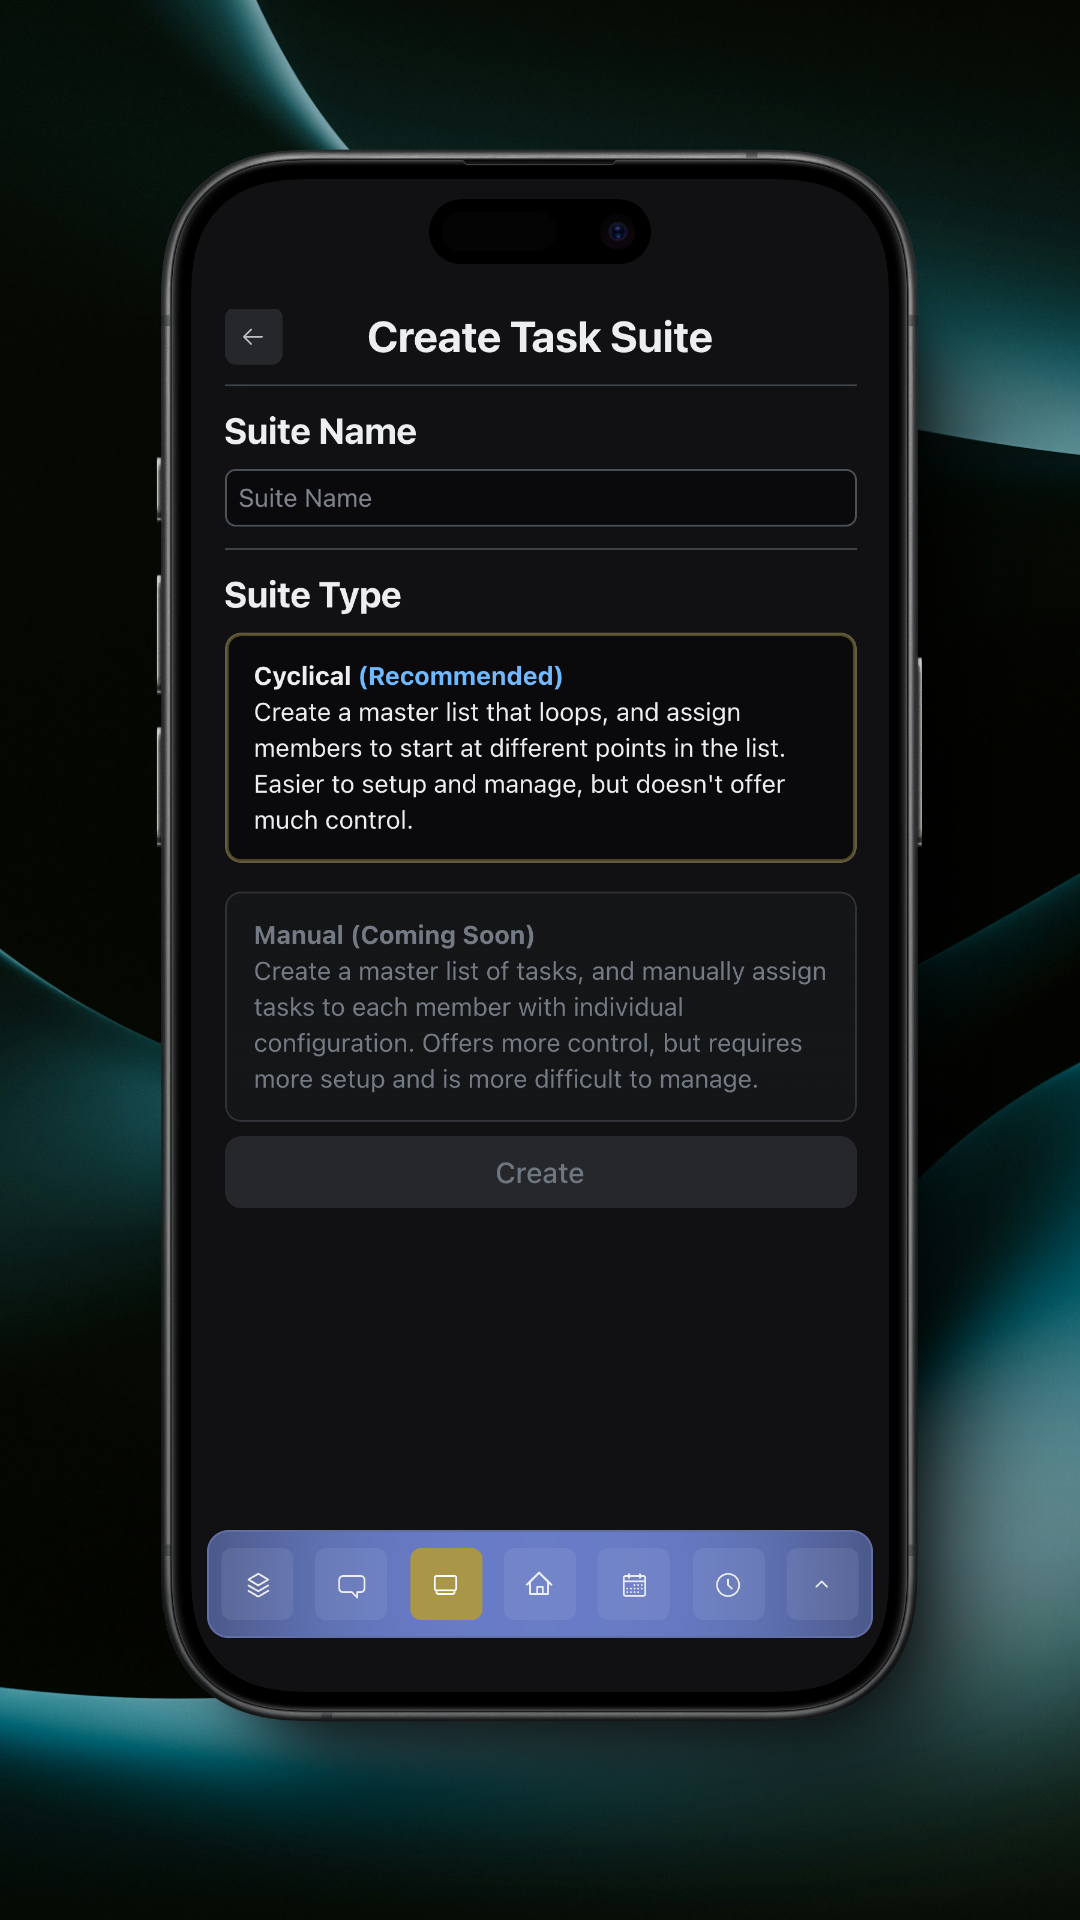 Create Task Suite
Suite Name
Suite Name
Suite Type
Cyclical (Recommended)
Create a master list that loops, and assign
members to start at different points in the list.
Easier to setup and manage, but doesn't offer
much control.
Manual (Coming Soon)
Create a master list of tasks, and manually assign
tasks to each member with individual
configuration. Offers more control, but requires
more setup and is more difficult to manage.
Create